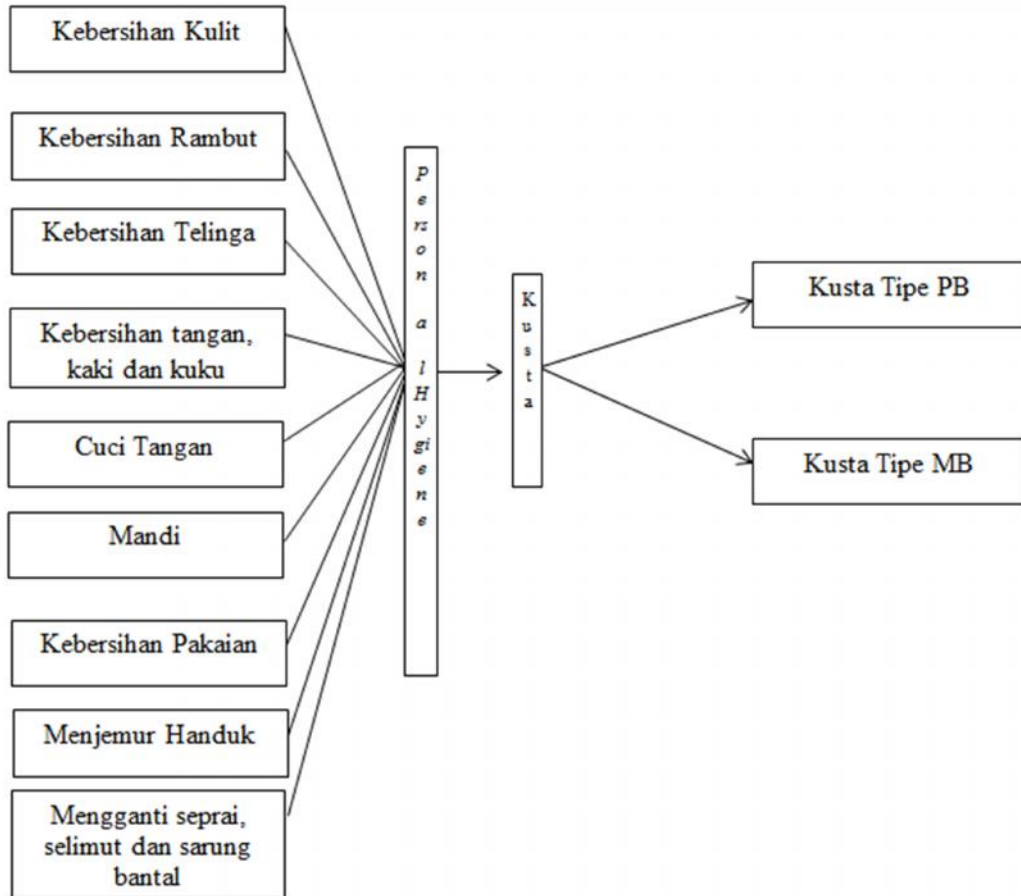 Kebersihan Kulit
Kebersihan Rambut
Kebersihan Telinga
Kebersihan tangan,
kaki dan kuku
Cuci Tangan
Mandi
Kebersihan Pakaian
Menjemur Handuk
Mengganti seprai,
selimut dan sarung
bantal
P
e
rs
o
n
a
l
H
y
gi
e
n
e
K
u
s
t
a
Kusta Tipe PB
Kusta Tipe MB